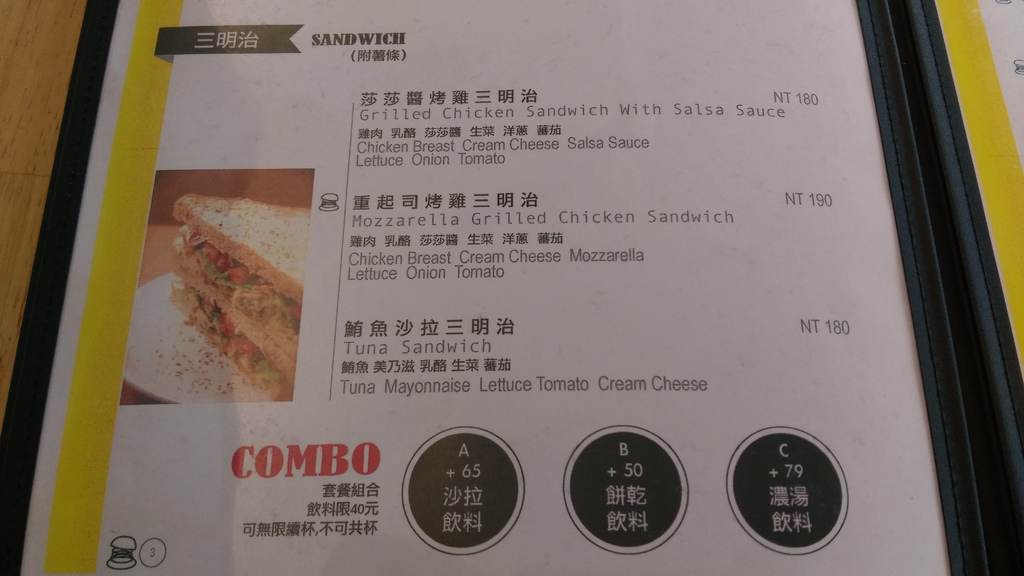 三明治 SANDWICH
(附薯條)
莎莎醬烤雞三明治 NT 180
Grilled Chicken Sandwich With Salsa Sauce
雞肉 乳酪 莎莎醬 生菜 洋蔥 蕃茄
Chicken Breast Cream Cheese Salsa Sauce
Lettuce Onion Tomato
重起司烤雞三明治 NT 190
Mozzarella Grilled Chicken Sandwich
雞肉 乳酪 莎莎醬 生菜 洋蔥 蕃茄
Chicken Breast Cream Cheese Mozzarella
Lettuce Onion Tomato
鮪魚沙拉三明治 NT 180
Tuna Sandwich
鮪魚 美乃滋 乳酪 生菜 蕃茄
Tuna Mayonnaise Lettuce Tomato Cream Cheese
COMBO
套餐組合
飲料限40元
可無限續杯,不可共杯
A
+ 65
沙拉
飲料
B
+ 50
餅乾
飲料
C
+ 79
濃湯
飲料
3